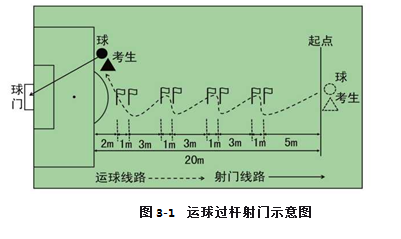 球
考生
起点
球
考生
球
门
2m 1m 3m 1m 3m 1m 3m 1m 5m
20m
运球线路 射门线路
图 3-1 运球过杆射门示意图